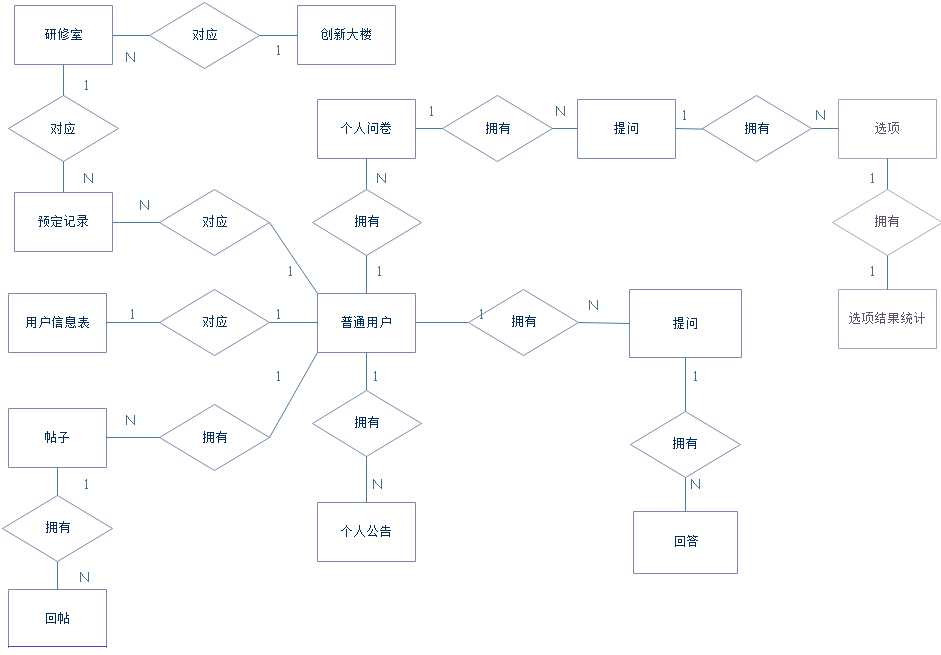 研修室
对应
创新大楼
N
1
1
对应
个人问卷
1
拥有
N
提问
1
拥有
N
选项
N
N
1
预定记录
N
对应
拥有
拥有
1
1
1
用户信息表
1
对应
1
普通用户
1
拥有
N
提问
选项结果统计
1
1
1
帖子
N
拥有
拥有
拥有
1
N
N
拥有
个人公告
回答
N
回帖